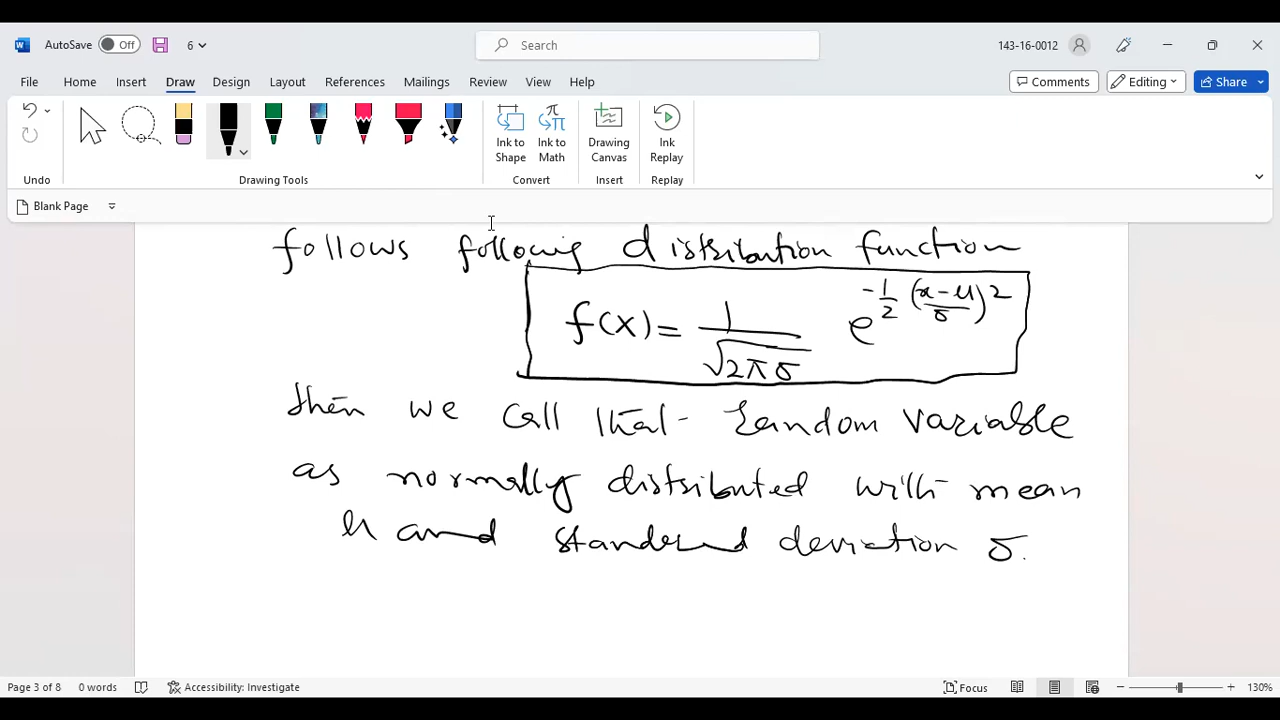 AutoSave Off 6 Search 143-16-0012
File Home Insert Draw Design Layout References Mailings Review View Help Comments Editing Share
Ink to Shape Ink to Math Drawing Canvas Ink Replay
Undo Drawing Tools Convert Insert Replay
Blank Page
follows following distribution function
f(x) = 1/√2πσ e^-1/2 ((x-μ)/σ)^2
then we call that random variable
as normally distributed with mean
μ and standerd deviation σ.
Page 3 of 8 0 words Accessibility: Investigate Focus 130%